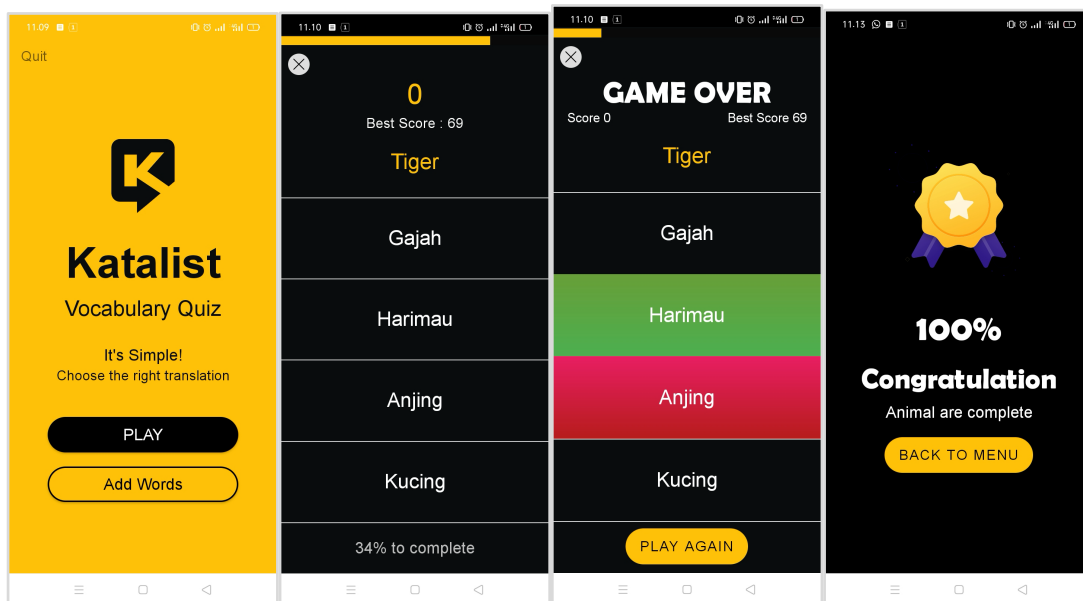 11.09
Quit
Katalist
Vocabulary Quiz
It's Simple!
Choose the right translation
PLAY
Add Words
11.10
0
Best Score : 69
Tiger
Gajah
Harimau
Anjing
Kucing
34% to complete
11.10
GAME OVER
Score 0 Best Score 69
Tiger
Gajah
Harimau
Anjing
Kucing
PLAY AGAIN
11.13
100%
Congratulation
Animal are complete
BACK TO MENU